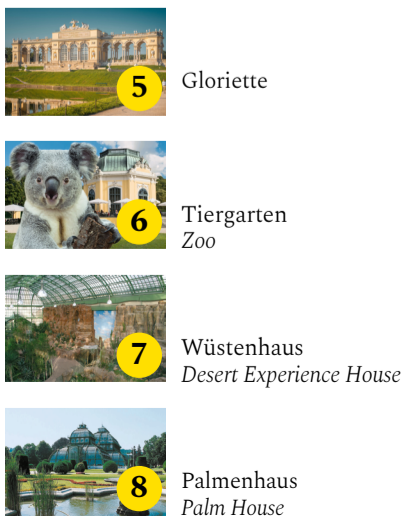 5
Gloriette
6
Tiergarten
Zoo
7
Wüstenhaus
Desert Experience House
8
Palmenhaus
Palm House